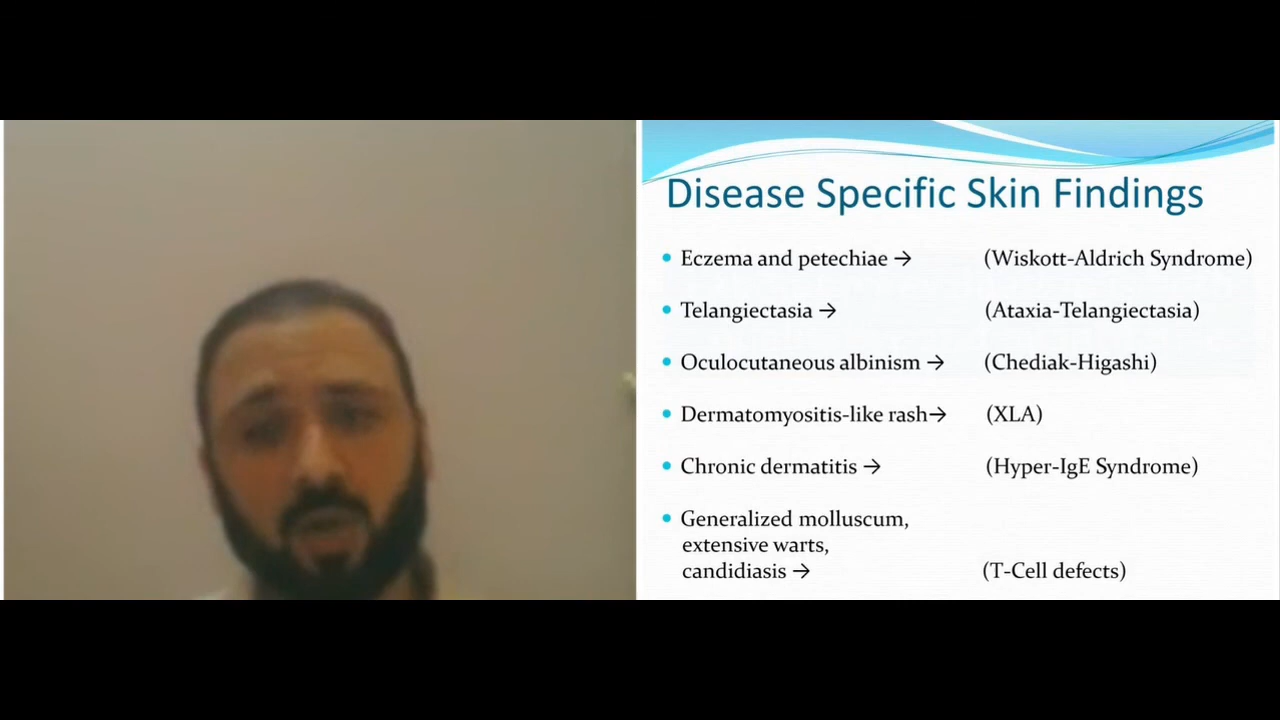 Disease Specific Skin Findings
• Eczema and petechiae → (Wiskott-Aldrich Syndrome)
• Telangiectasia → (Ataxia-Telangiectasia)
• Oculocutaneous albinism → (Chediak-Higashi)
• Dermatomyositis-like rash→ (XLA)
• Chronic dermatitis → (Hyper-IgE Syndrome)
• Generalized molluscum,
extensive warts,
candidiasis → (T-Cell defects)